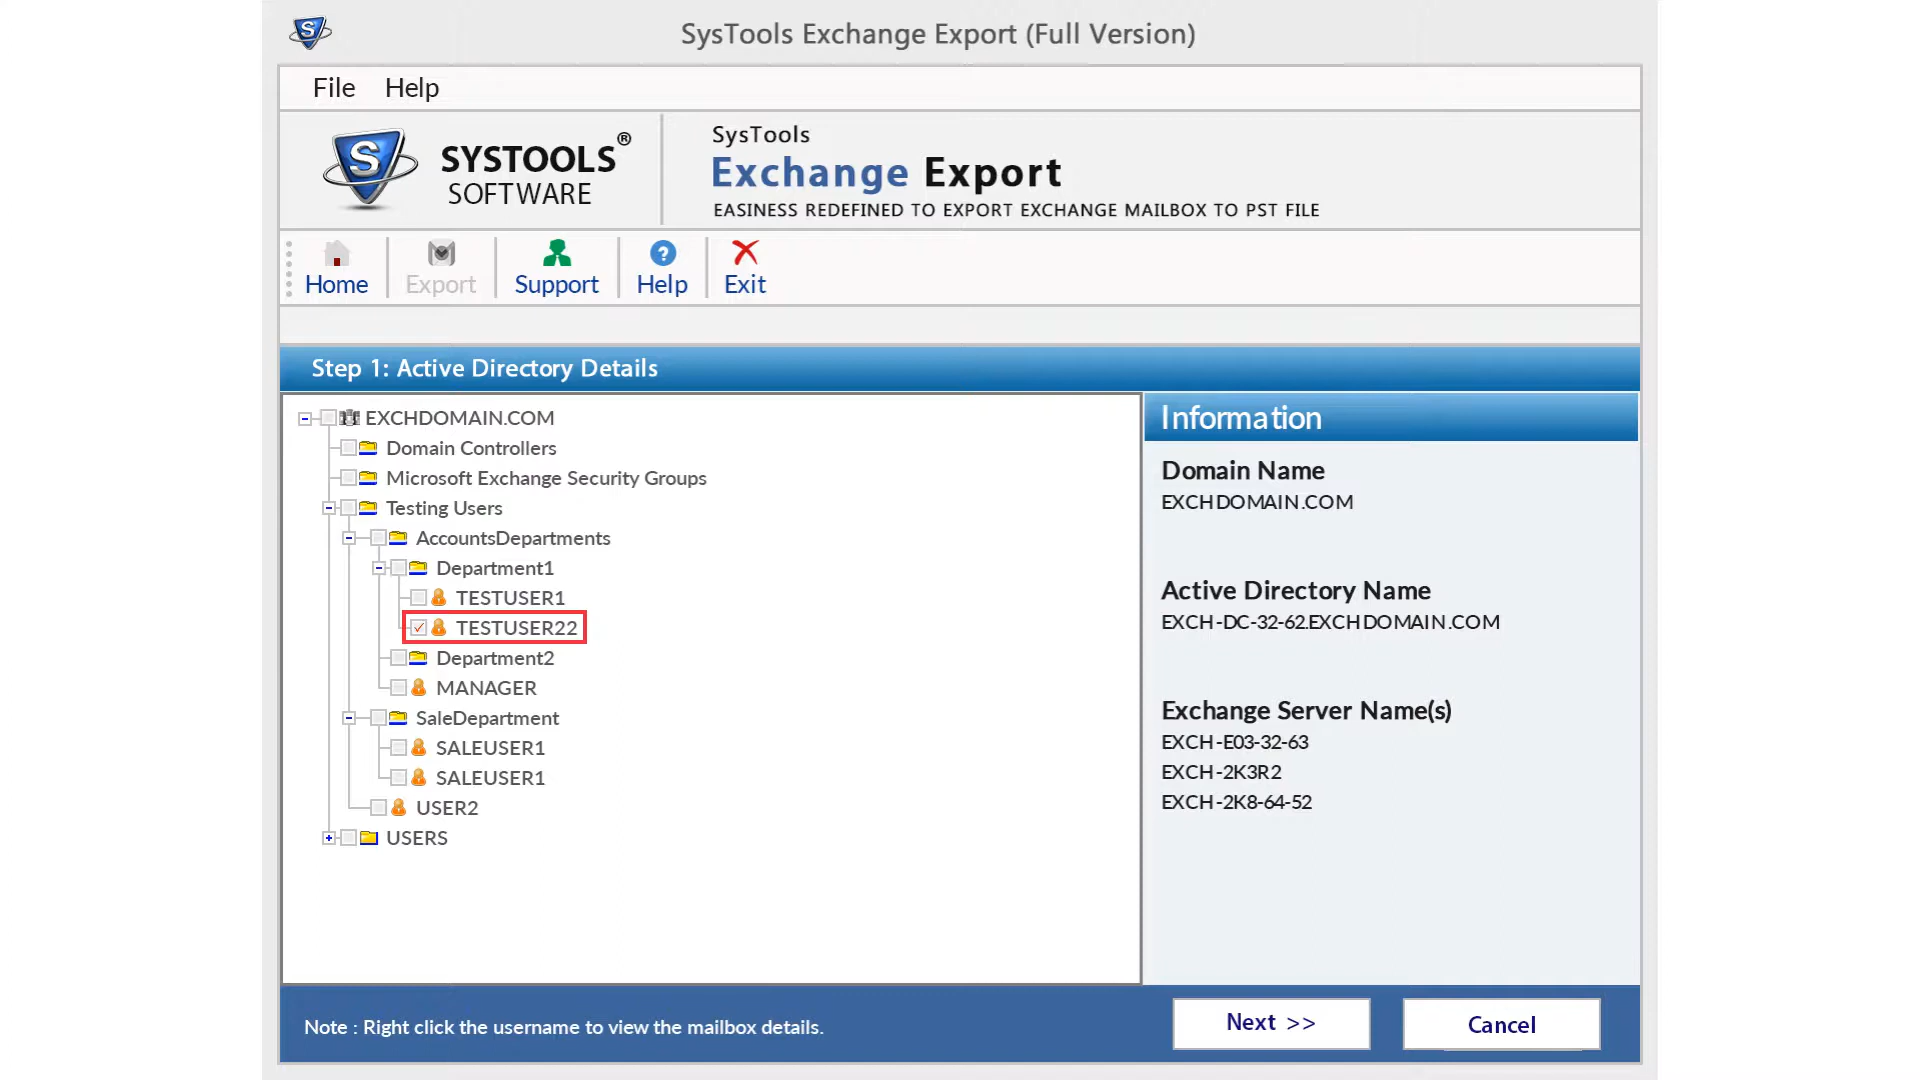 SysTools Exchange Export (Full Version)
File Help
SYSTOOLS®
SOFTWARE
SysTools
Exchange Export
EASINESS REDEFINED TO EXPORT EXCHANGE MAILBOX TO PST FILE
Home Export Support Help Exit
Step 1: Active Directory Details
EXCHDOMAIN.COM
Domain Controllers
Microsoft Exchange Security Groups
Testing Users
AccountsDepartments
Department1
TESTUSER1
TESTUSER22
Department2
MANAGER
SaleDepartment
SALEUSER1
SALEUSER1
USER2
USERS
Information
Domain Name
EXCHDOMAIN.COM
Active Directory Name
EXCH-DC-32-62.EXCHDOMAIN.COM
Exchange Server Name(s)
EXCH-E03-32-63
EXCH-2K3R2
EXCH-2K8-64-52
Note : Right click the username to view the mailbox details.
Next >>
Cancel